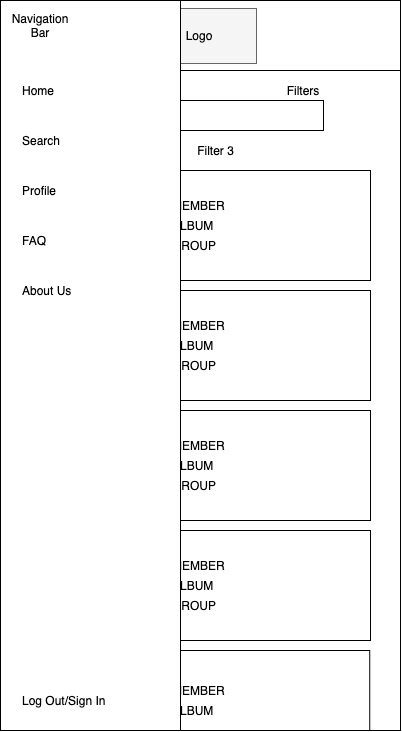 Navigation
Bar
Logo
Home
Filters
Search
Filter 3
Profile
EMBER
LBUM
FAQ
ROUP
About Us
EMBER
LBUM
ROUP
EMBER
LBUM
ROUP
EMBER
LBUM
ROUP
EMBER
Log Out/Sign In
LBUM